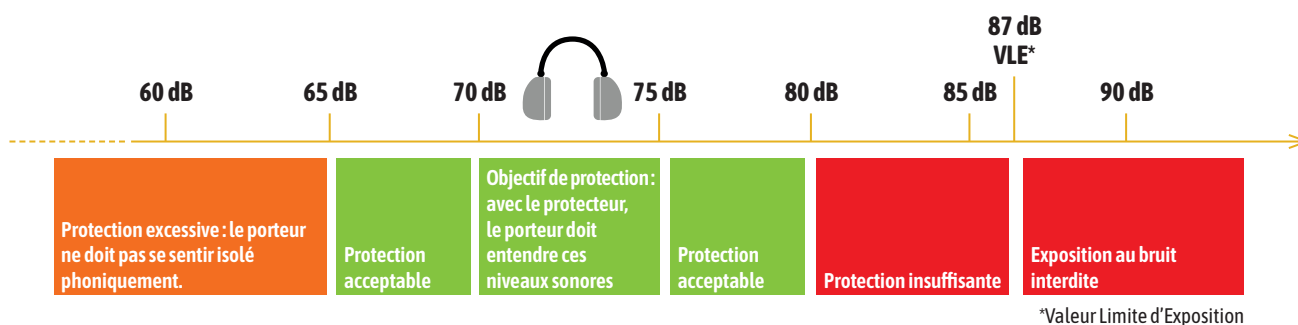 87 dB
VLE*
60 dB
65 dB
70 dB
75 dB
80 dB
85 dB
90 dB
Protection excessive : le porteur
ne doit pas se sentir isolé
phoniquement.
Protection
acceptable
Objectif de protection :
avec le protecteur,
le porteur doit
entendre ces
niveaux sonores
Protection
acceptable
Protection insuffisante
Exposition au bruit
interdite
*Valeur Limite d’Exposition